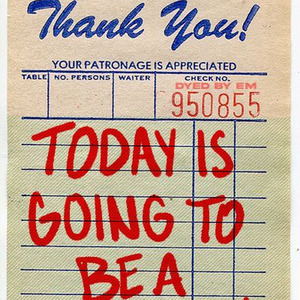 Thank You!
YOUR PATRONAGE IS APPRECIATED
TABLE NO. PERSONS WAITER CHECK NO.
DYED BY EM
950855
TODAY IS
GOING TO
BE A